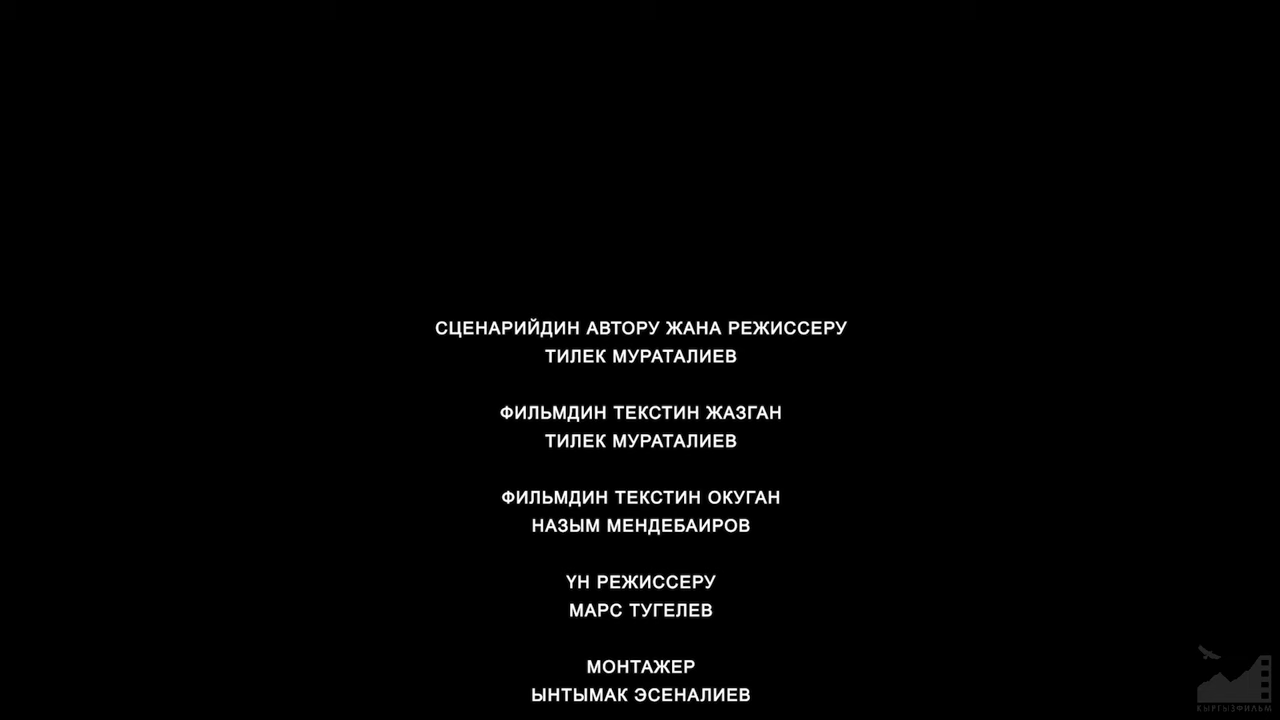 СЦЕНАРИЙДИН АВТОРУ ЖАНА РЕЖИССЕРУ
ТИЛЕК МУРАТАЛИЕВ
ФИЛЬМДИН ТЕКСТИН ЖАЗГАН
ТИЛЕК МУРАТАЛИЕВ
ФИЛЬМДИН ТЕКСТИН ОКУГАН
НАЗЫМ МЕНДЕБАИРОВ
ҮН РЕЖИССЕРУ
МАРС ТУГЕЛЕВ
МОНТАЖЕР
ЫНТЫМАК ЭСЕНАЛИЕВ
КЫРГЫЗФИЛЬМ